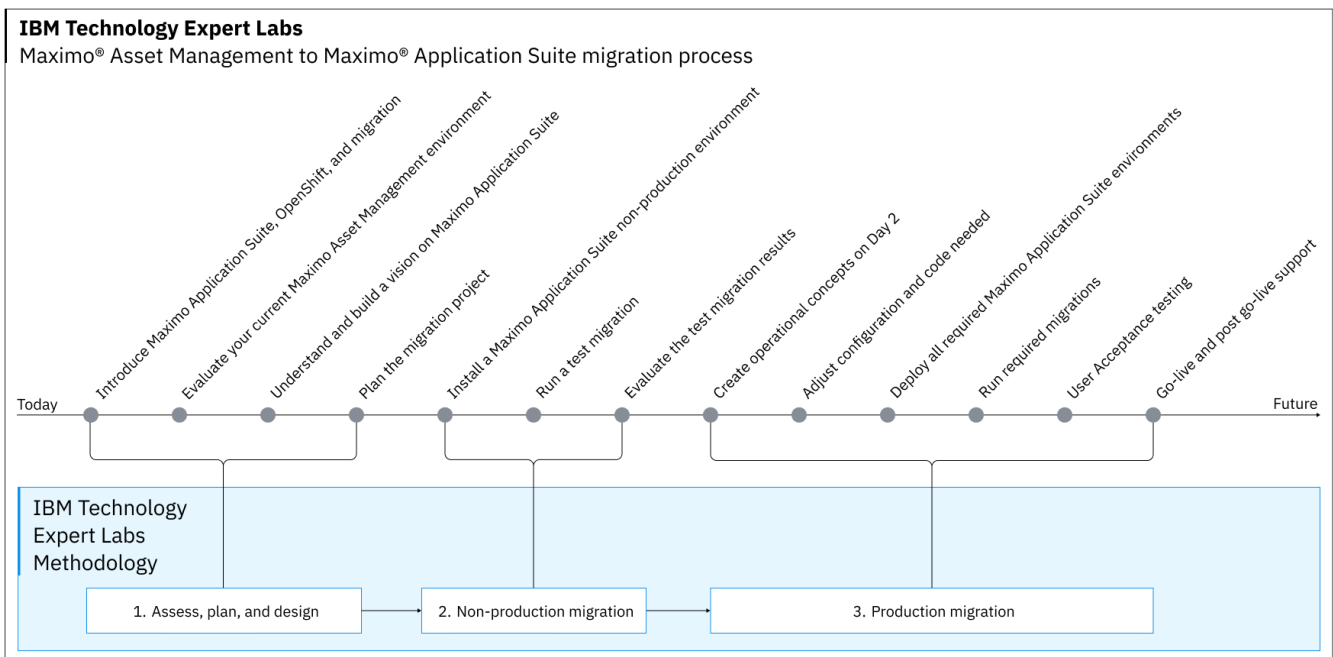 IBM Technology Expert Labs
Maximo® Asset Management to Maximo® Application Suite migration process
Introduce Maximo Application Suite, OpenShift, and migration
Evaluate your current Maximo Asset Management environment
Understand and build a vision on Maximo Application Suite
Plan the migration project
Install a Maximo Application Suite non-production environment
Run a test migration
Evaluate the test migration results
Create operational concepts on Day 2
Adjust configuration and code needed
Deploy all required Maximo Application Suite environments
Run required migrations
User Acceptance testing
Go-live and post go-live support
Today
Future
IBM Technology
Expert Labs
Methodology
1. Assess, plan, and design
2. Non-production migration
3. Production migration